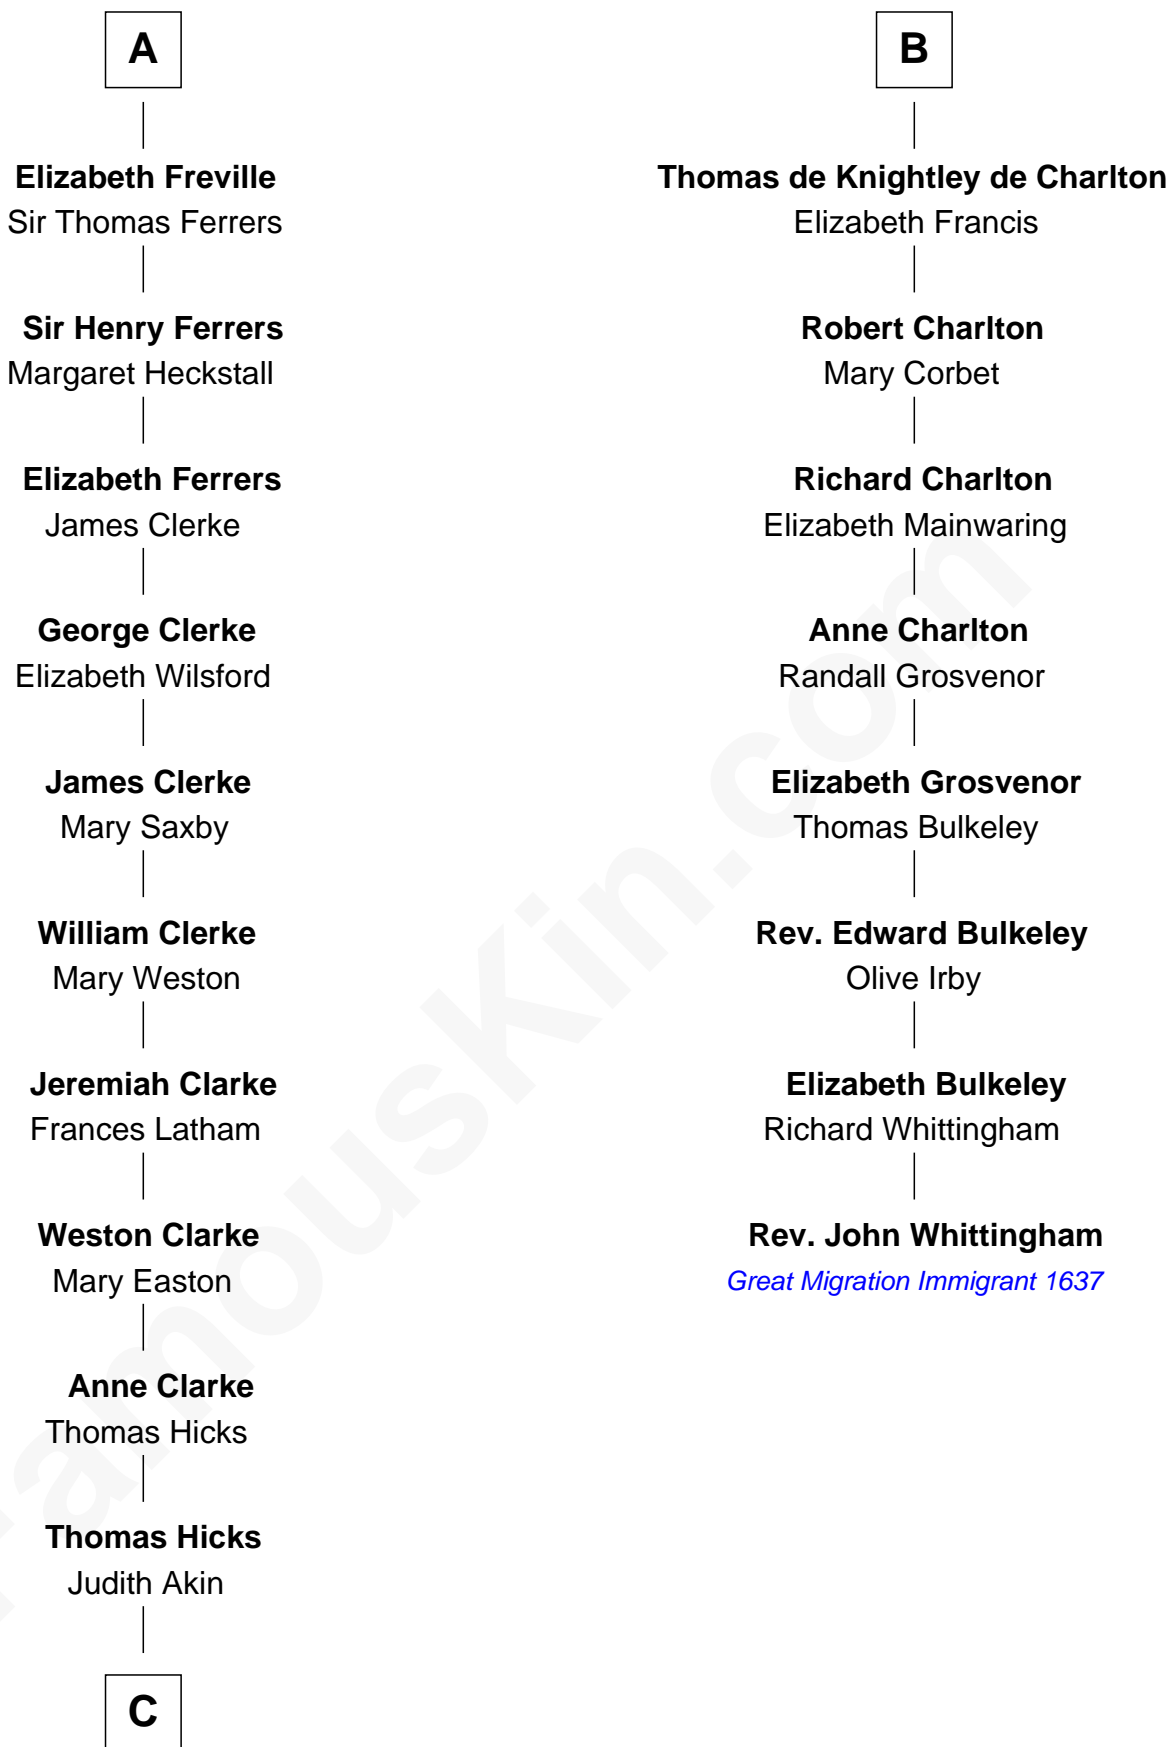 A
Elizabeth Freville
Sir Thomas Ferrers
Sir Henry Ferrers
Margaret Heckstall
Elizabeth Ferrers
James Clerke
George Clerke
Elizabeth Wilsford
James Clerke
Mary Saxby
William Clerke
Mary Weston
Jeremiah Clarke
Frances Latham
Weston Clarke
Mary Easton
Anne Clarke
Thomas Hicks
Thomas Hicks
Judith Akin
C
B
Thomas de Knightley de Charlton
Elizabeth Francis
Robert Charlton
Mary Corbet
Richard Charlton
Elizabeth Mainwaring
Anne Charlton
Randall Grosvenor
Elizabeth Grosvenor
Thomas Bulkeley
Rev. Edward Bulkeley
Olive Irby
Elizabeth Bulkeley
Richard Whittingham
Rev. John Whittingham
Great Migration Immigrant 1637
FamousKin.com